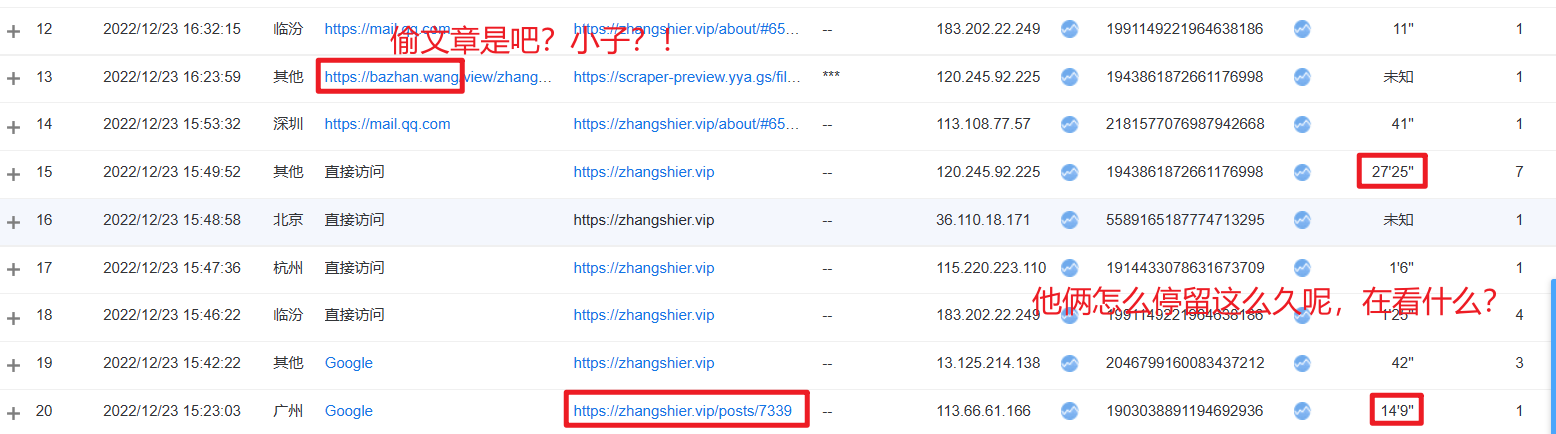 12 2022/12/23 16:32:15 临汾 https://mail.qq.com https://zhangshier.vip/about/#65... -- 183.202.22.249 1991149221964638186 11" 1
偷文章是吧？小子？！
13 2022/12/23 16:23:59 其他 https://bazhan.wang/view/zhang... https://scraper-preview.yya.gs/fil... *** 120.245.92.225 1943861872661176998 未知 1
14 2022/12/23 15:53:32 深圳 https://mail.qq.com https://zhangshier.vip/about/#65... -- 113.108.77.57 2181577076987942668 41" 1
15 2022/12/23 15:49:52 其他 直接访问 https://zhangshier.vip -- 120.245.92.225 1943861872661176998 27'25" 7
16 2022/12/23 15:48:58 北京 直接访问 https://zhangshier.vip -- 36.110.18.171 5589165187774713295 未知 1
17 2022/12/23 15:47:36 杭州 直接访问 https://zhangshier.vip -- 115.220.223.110 1914433078631673709 1'6" 1
他俩怎么停留这么久呢，在看什么？
18 2022/12/23 15:46:22 临汾 直接访问 https://zhangshier.vip -- 183.202.22.249 1991149221964638186 1'25" 4
19 2022/12/23 15:42:22 其他 Google https://zhangshier.vip -- 13.125.214.138 2046799160083437212 42" 3
20 2022/12/23 15:23:03 广州 Google https://zhangshier.vip/posts/7339 -- 113.66.61.166 1903038891194692936 14'9" 1